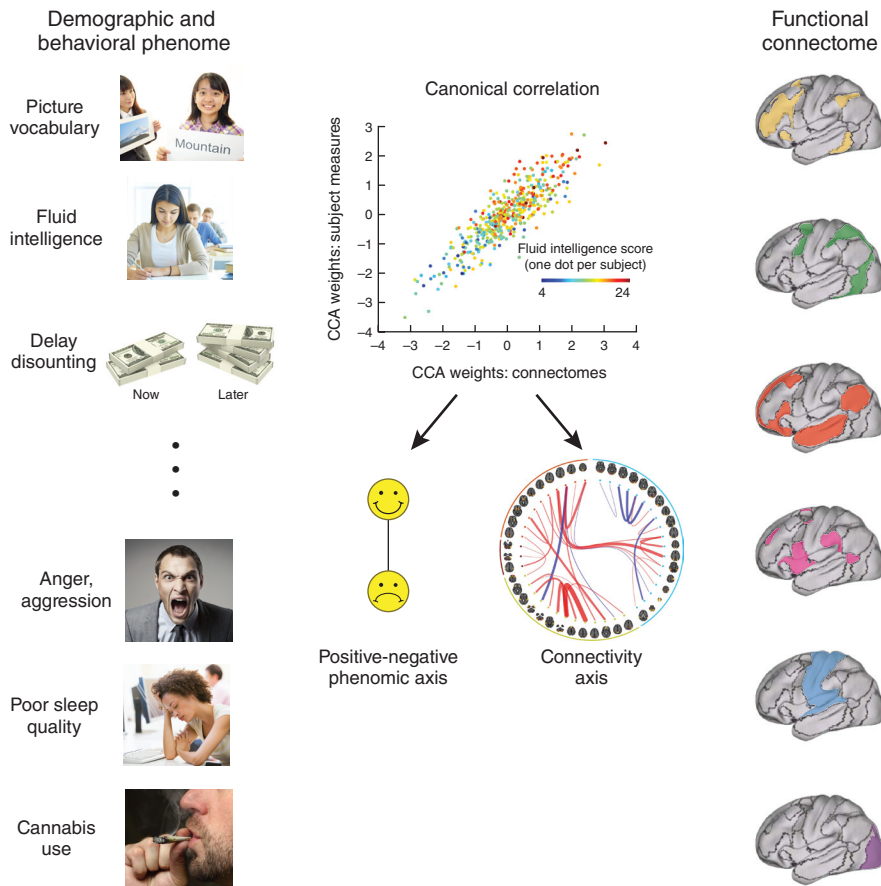 Demographic and
behavioral phenome
Functional
connectome
Picture
vocabulary
Mountain
Fluid
intelligence
Delay
disounting
Now
Later
Anger,
aggression
Poor sleep
quality
Cannabis
use
Canonical correlation
CCA weights: subject measures
3
2
1
0
–1
–2
–3
–4
–4
–3
–2
–1
0
1
2
3
4
CCA weights: connectomes
Fluid intelligence score
(one dot per subject)
4
24
Positive-negative
phenomic axis
Connectivity
axis